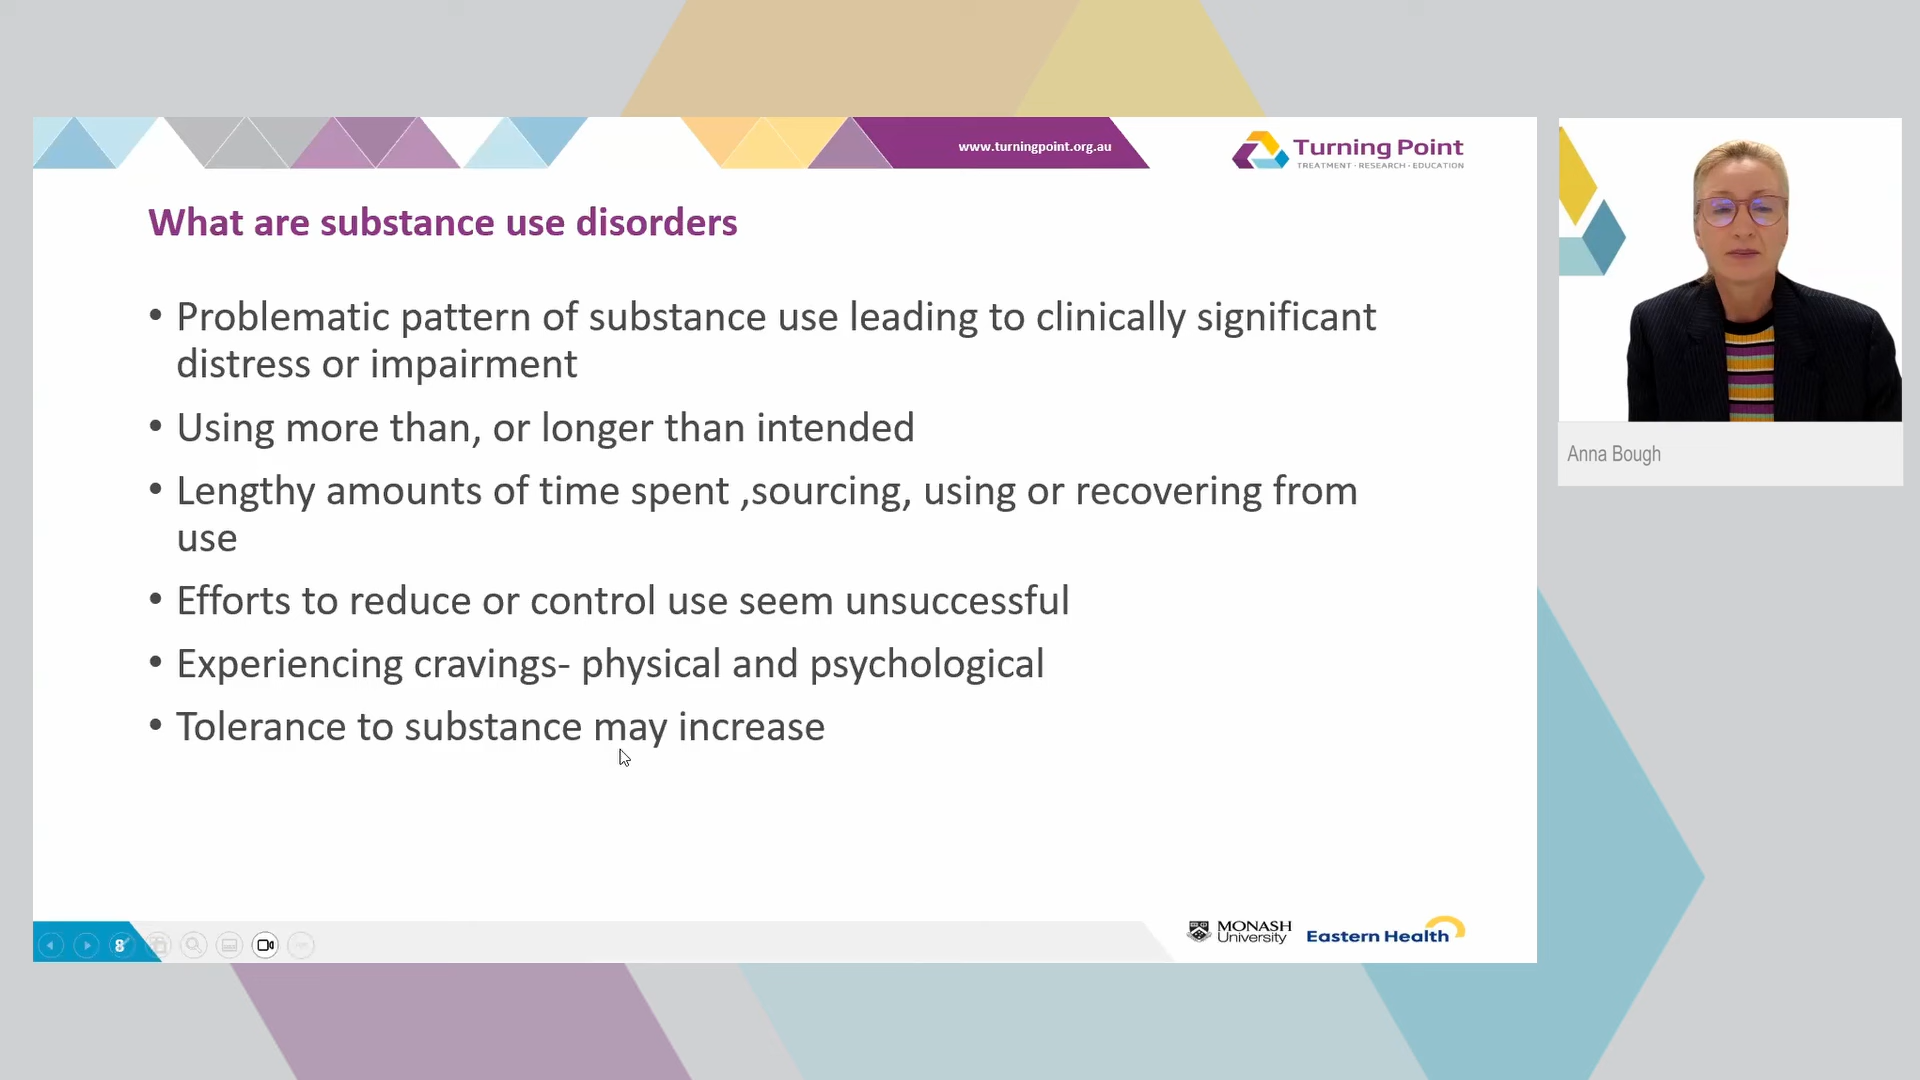 www.turningpoint.org.au
Turning Point
TREATMENT · RESEARCH · EDUCATION
What are substance use disorders
• Problematic pattern of substance use leading to clinically significant
distress or impairment
• Using more than, or longer than intended
• Lengthy amounts of time spent ,sourcing, using or recovering from
use
• Efforts to reduce or control use seem unsuccessful
• Experiencing cravings- physical and psychological
• Tolerance to substance may increase
Anna Bough
8
MONASH
University
Eastern Health